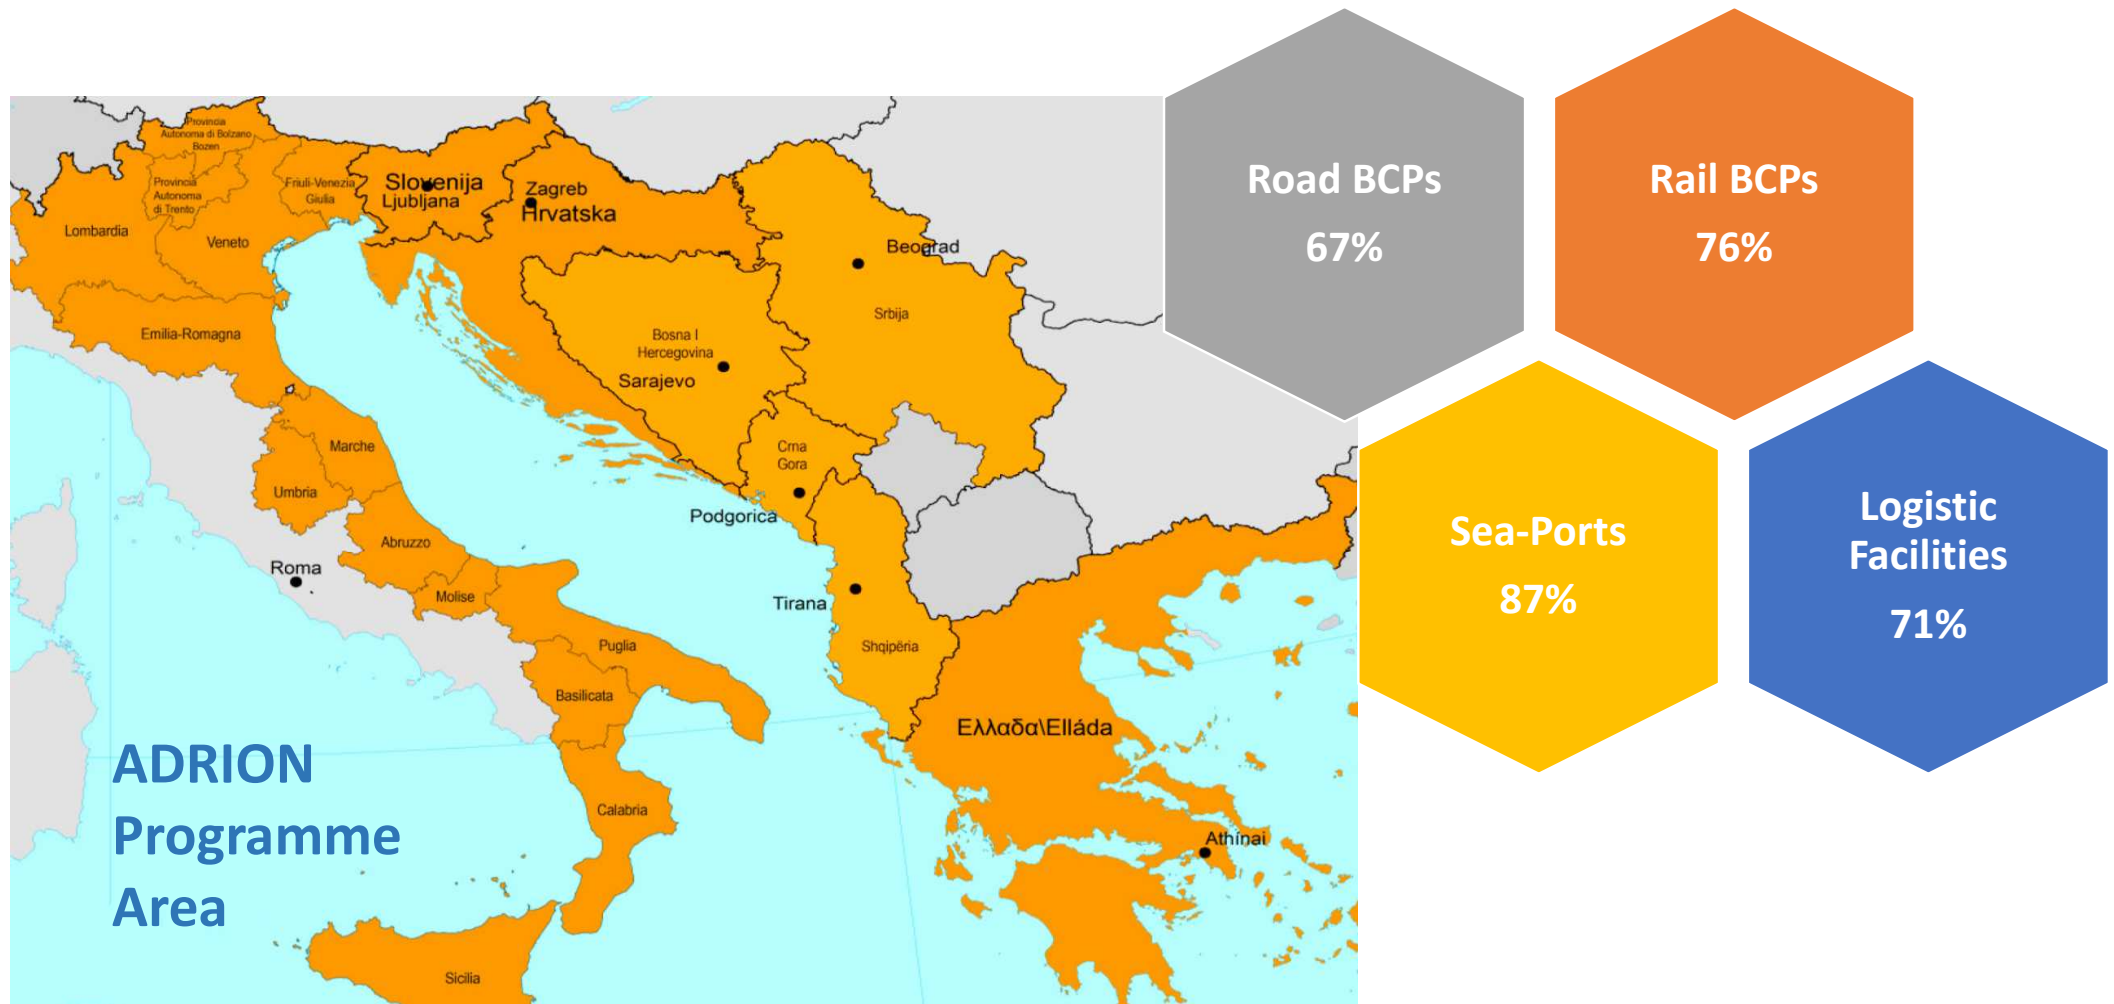 Provincia
Autonoma di Bolzano
Bozen
Provincia
Autonoma
di Trento
Friuli-Venezia
Giulia
Lombardia
Veneto
Slovenija
Ljubljana
Zagreb
Hrvatska
Beograd
Srbija
Emilia-Romagna
Bosna I
Hercegovina
Sarajevo
Marche
Umbria
Crna
Gora
Podgorica
Abruzzo
Roma
Molise
Tirana
Puglia
Shqipëria
Basilicata
Ελλαδα\Elláda
Calabria
Athínai
Sicilia
ADRION
Programme
Area
Road BCPs
67%
Rail BCPs
76%
Sea-Ports
87%
Logistic
Facilities
71%